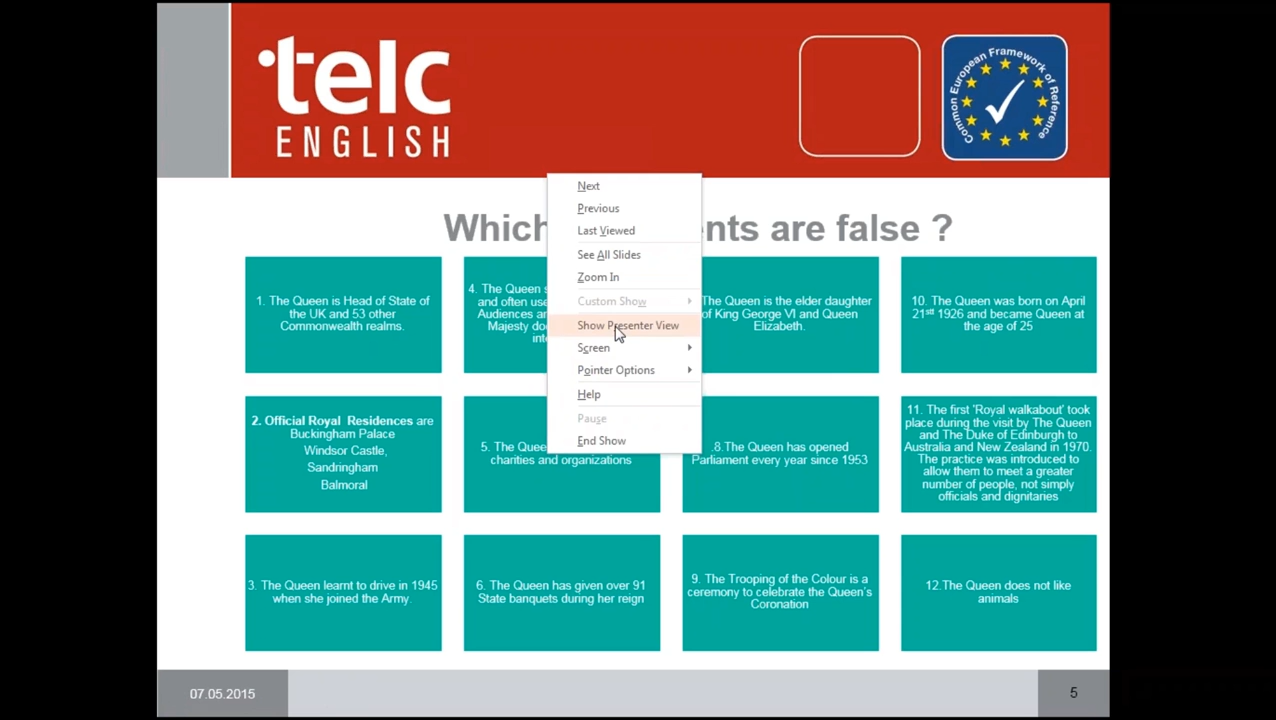 telc
ENGLISH
Common European Framework of Reference
Next
Previous
Last Viewed
See All Slides
Zoom In
Custom Show
Show Presenter View
Screen
Pointer Options
Help
Pause
End Show
Which
nts are false ?
1. The Queen is Head of State of
the UK and 53 other
Commonwealth realms.
2. Official Royal Residences are
Buckingham Palace
Windsor Castle,
Sandringham
Balmoral
3. The Queen learnt to drive in 1945
when she joined the Army.
4. The Queen
and often use
Audiences an
Majesty do
5. The Quee
charities and organizations
6. The Queen has given over 91
State banquets during her reign
The Queen is the elder daughter
of King George VI and Queen
Elizabeth.
.8.The Queen has opened
Parliament every year since 1953
9. The Trooping of the Colour is a
ceremony to celebrate the Queen's
Coronation
10. The Queen was born on April
21st 1926 and became Queen at
the age of 25
11. The first 'Royal walkabout' took
place during the visit by The Queen
and The Duke of Edinburgh to
Australia and New Zealand in 1970.
The practice was introduced to
allow them to meet a greater
number of people, not simply
officials and dignitaries
12.The Queen does not like
animals
07.05.2015
5